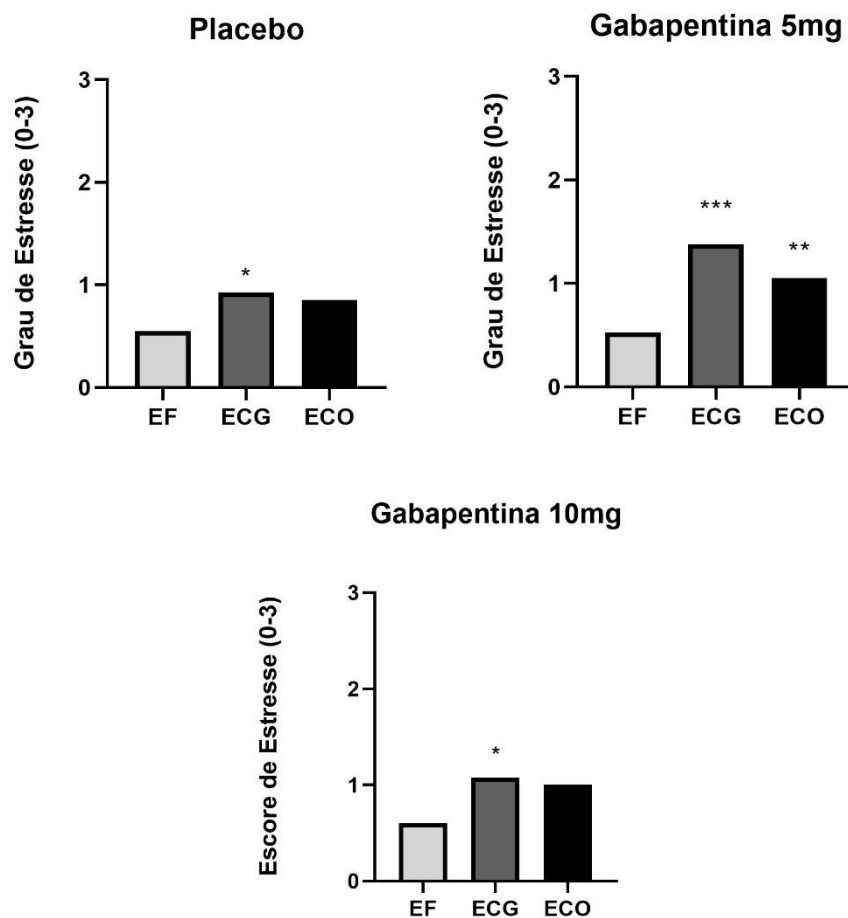 Placebo
Grau de Estresse (0-3)
3
2
1
0
*
EF ECG ECO
Gabapentina 5mg
Grau de Estresse (0-3)
3
2
1
0
***
**
EF ECG ECO
Gabapentina 10mg
Escore de Estresse (0-3)
3
2
1
0
*
EF ECG ECO